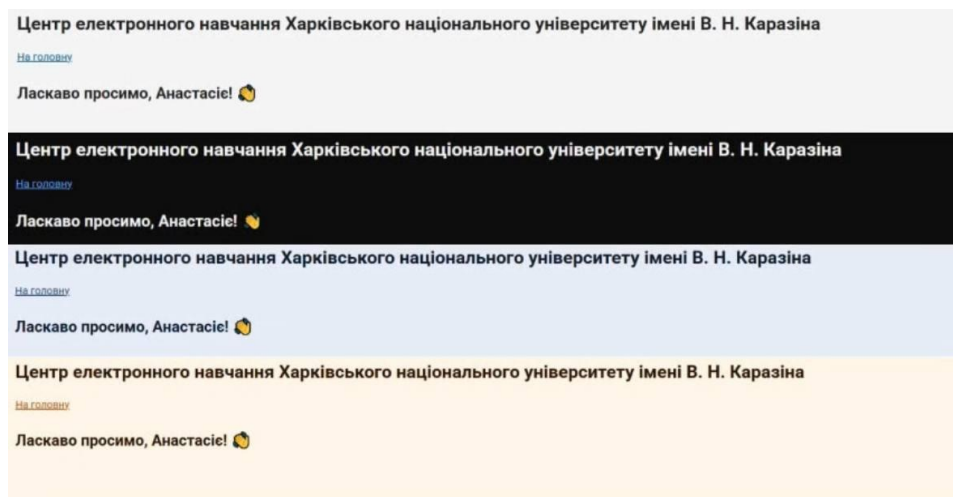 Центр електронного навчання Харківського національного університету імені В. Н. Каразіна
На головну
Ласкаво просимо, Анастасіє! 👋
Центр електронного навчання Харківського національного університету імені В. Н. Каразіна
На головну
Ласкаво просимо, Анастасіє! 👋
Центр електронного навчання Харківського національного університету імені В. Н. Каразіна
На головну
Ласкаво просимо, Анастасіє! 👋
Центр електронного навчання Харківського національного університету імені В. Н. Каразіна
На головну
Ласкаво просимо, Анастасіє! 👋